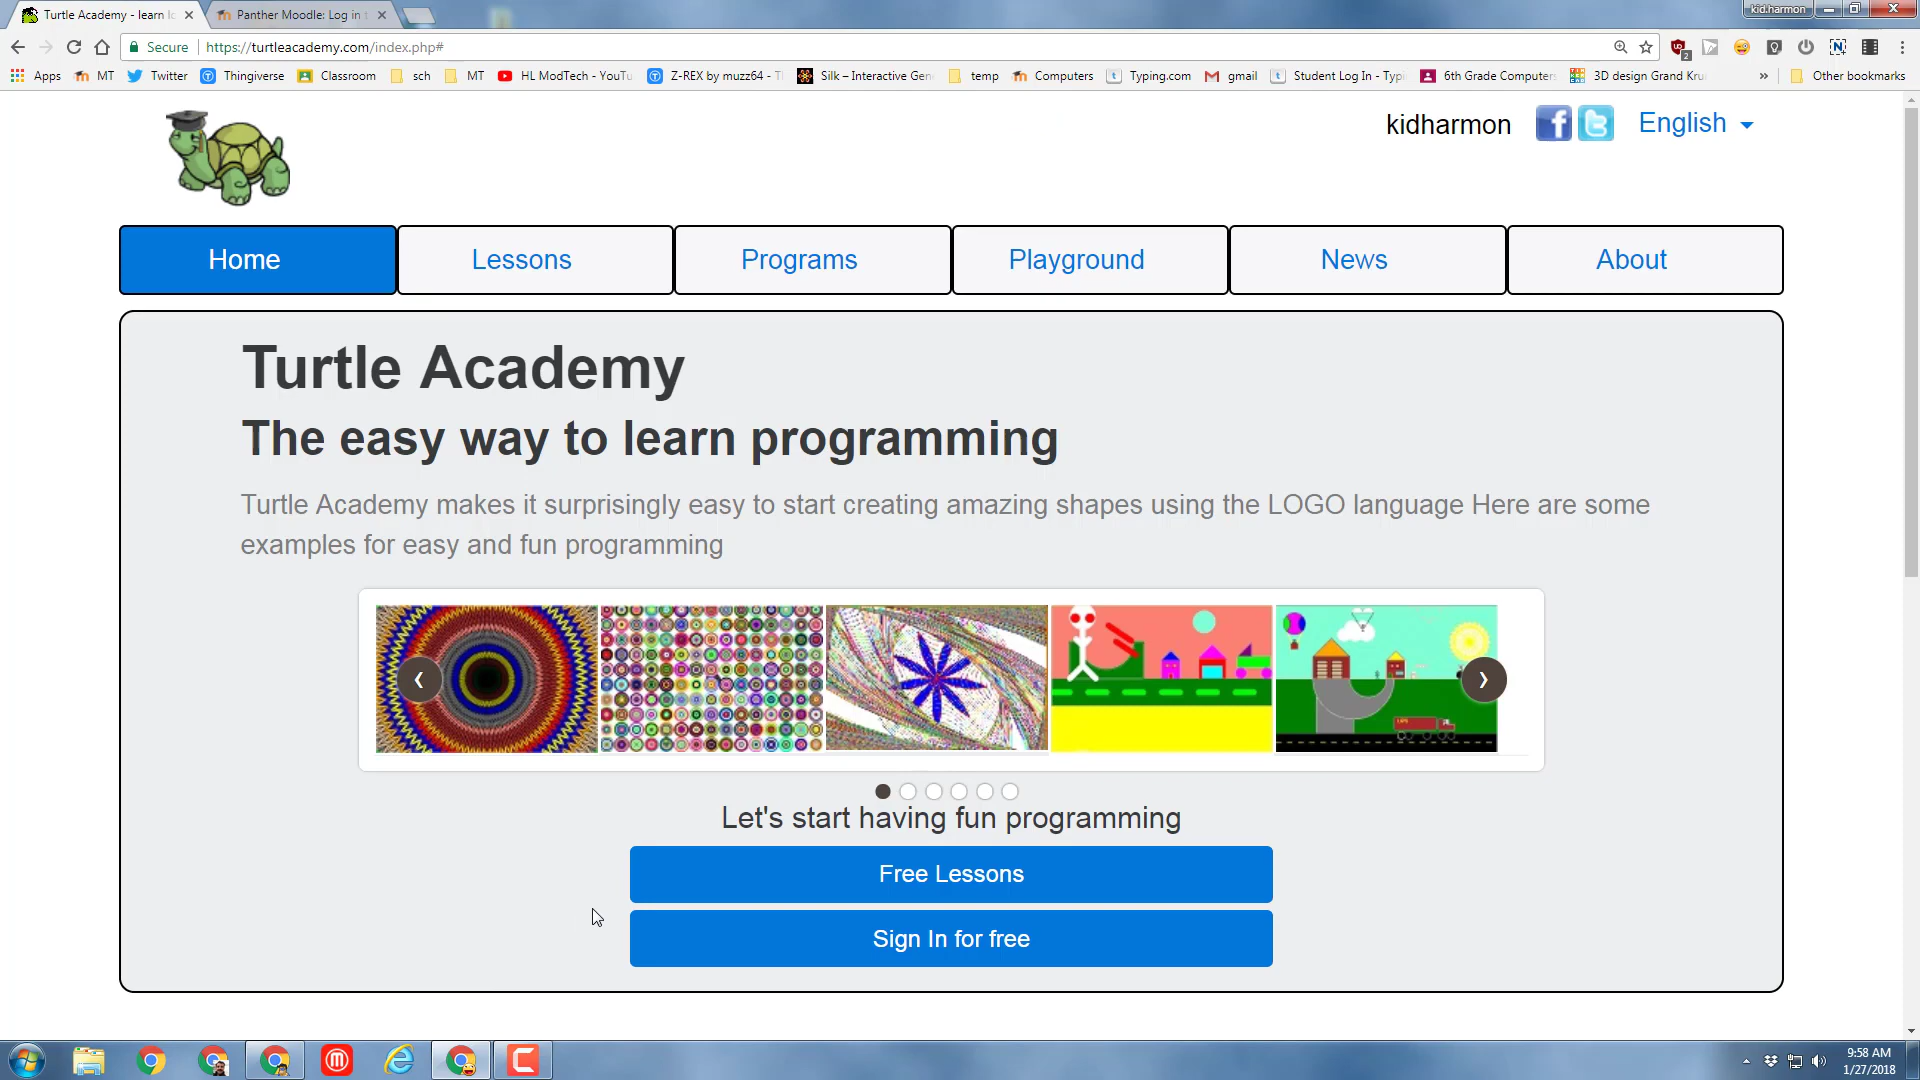 Turtle Academy - learn lo
Panther Moodle: Log in t
kid.harmon
Secure
https://turtleacademy.com/index.php#
2
Apps
MT
Twitter
Thingiverse
Classroom
sch
MT
HL ModTech - YouTu
Z-REX by muzz64 - T
Silk – Interactive Gen
temp
Computers
Typing.com
gmail
Student Log In - Typi
6th Grade Computers
3D design Grand Kru
»
Other bookmarks
kidharmon
English
Home
Lessons
Programs
Playground
News
About
Turtle Academy
The easy way to learn programming
Turtle Academy makes it surprisingly easy to start creating amazing shapes using the LOGO language Here are some
examples for easy and fun programming
Let's start having fun programming
Free Lessons
Sign In for free
9:58 AM
1/27/2018